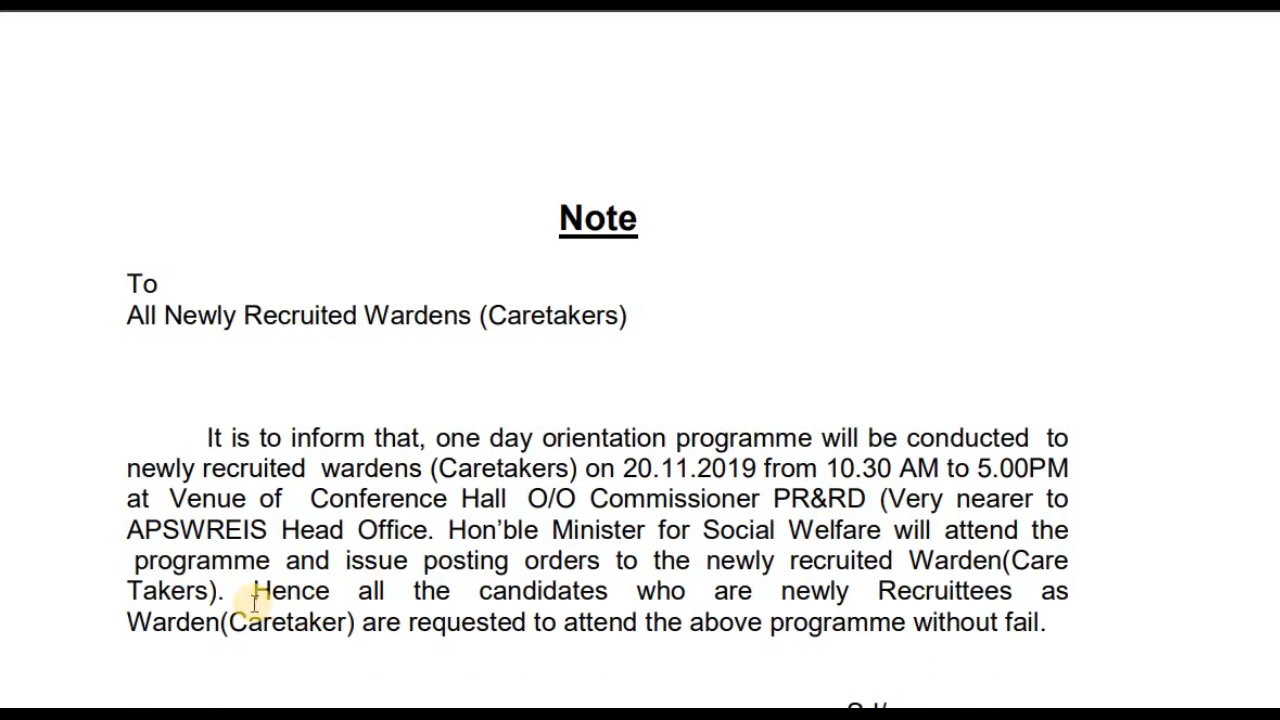 Note
To
All Newly Recruited Wardens (Caretakers)
It is to inform that, one day orientation programme will be conducted to
newly recruited wardens (Caretakers) on 20.11.2019 from 10.30 AM to 5.00PM
at Venue of Conference Hall O/O Commissioner PR&RD (Very nearer to
APSWREIS Head Office. Hon’ble Minister for Social Welfare will attend the
programme and issue posting orders to the newly recruited Warden(Care
Takers). Hence all the candidates who are newly Recruittees as
Warden(Caretaker) are requested to attend the above programme without fail.